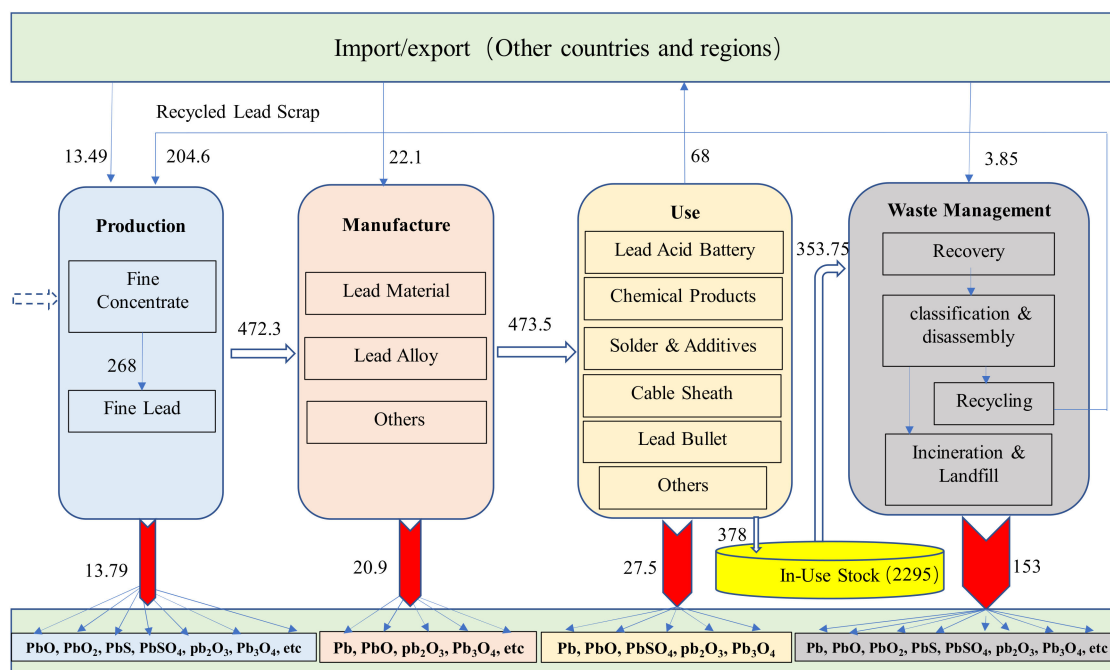 Import/export（Other countries and regions）
Recycled Lead Scrap
13.49
204.6
22.1
68
3.85
Production
Fine
Concentrate
268
Fine Lead
472.3
Manufacture
Lead Material
Lead Alloy
Others
473.5
Use
Lead Acid Battery
Chemical Products
Solder & Additives
Cable Sheath
Lead Bullet
Others
353.75
Waste Management
Recovery
classification &
disassembly
Recycling
Incineration &
Landfill
378
In-Use Stock (2295)
13.79
20.9
27.5
153
PbO, PbO₂, PbS, PbSO₄, pb₂O₃, Pb₃O₄, etc
Pb, PbO, pb₂O₃, Pb₃O₄, etc
Pb, PbO, PbSO₄, pb₂O₃, Pb₃O₄
Pb, PbO, PbO₂, PbS, PbSO₄, pb₂O₃, Pb₃O₄, etc